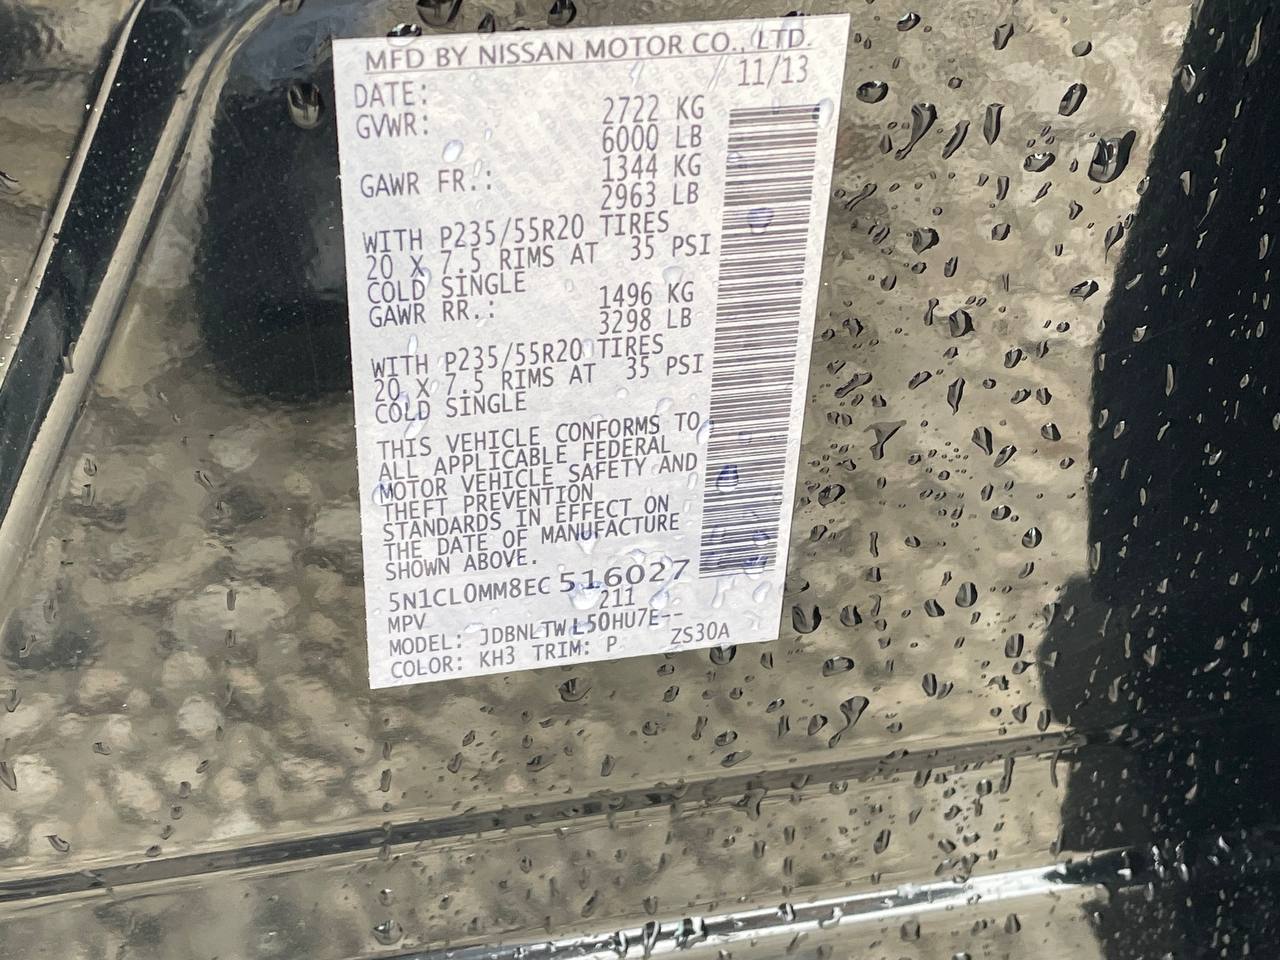 MFD BY NISSAN MOTOR CO., LTD.
DATE: 11/13
GVWR: 2722 KG
6000 LB
GAWR FR.: 1344 KG
2963 LB
WITH P235/55R20 TIRES
20 X 7.5 RIMS AT 35 PSI
COLD SINGLE
GAWR RR.: 1496 KG
3298 LB
WITH P235/55R20 TIRES
20 X 7.5 RIMS AT 35 PSI
COLD SINGLE
THIS VEHICLE CONFORMS TO
ALL APPLICABLE FEDERAL
MOTOR VEHICLE SAFETY AND
THEFT PREVENTION
STANDARDS IN EFFECT ON
THE DATE OF MANUFACTURE
SHOWN ABOVE.
5N1CL0MM8EC516027
MPV 211
MODEL: JDBNLTWL50HU7E--
COLOR: KH3 TRIM: P ZS30A